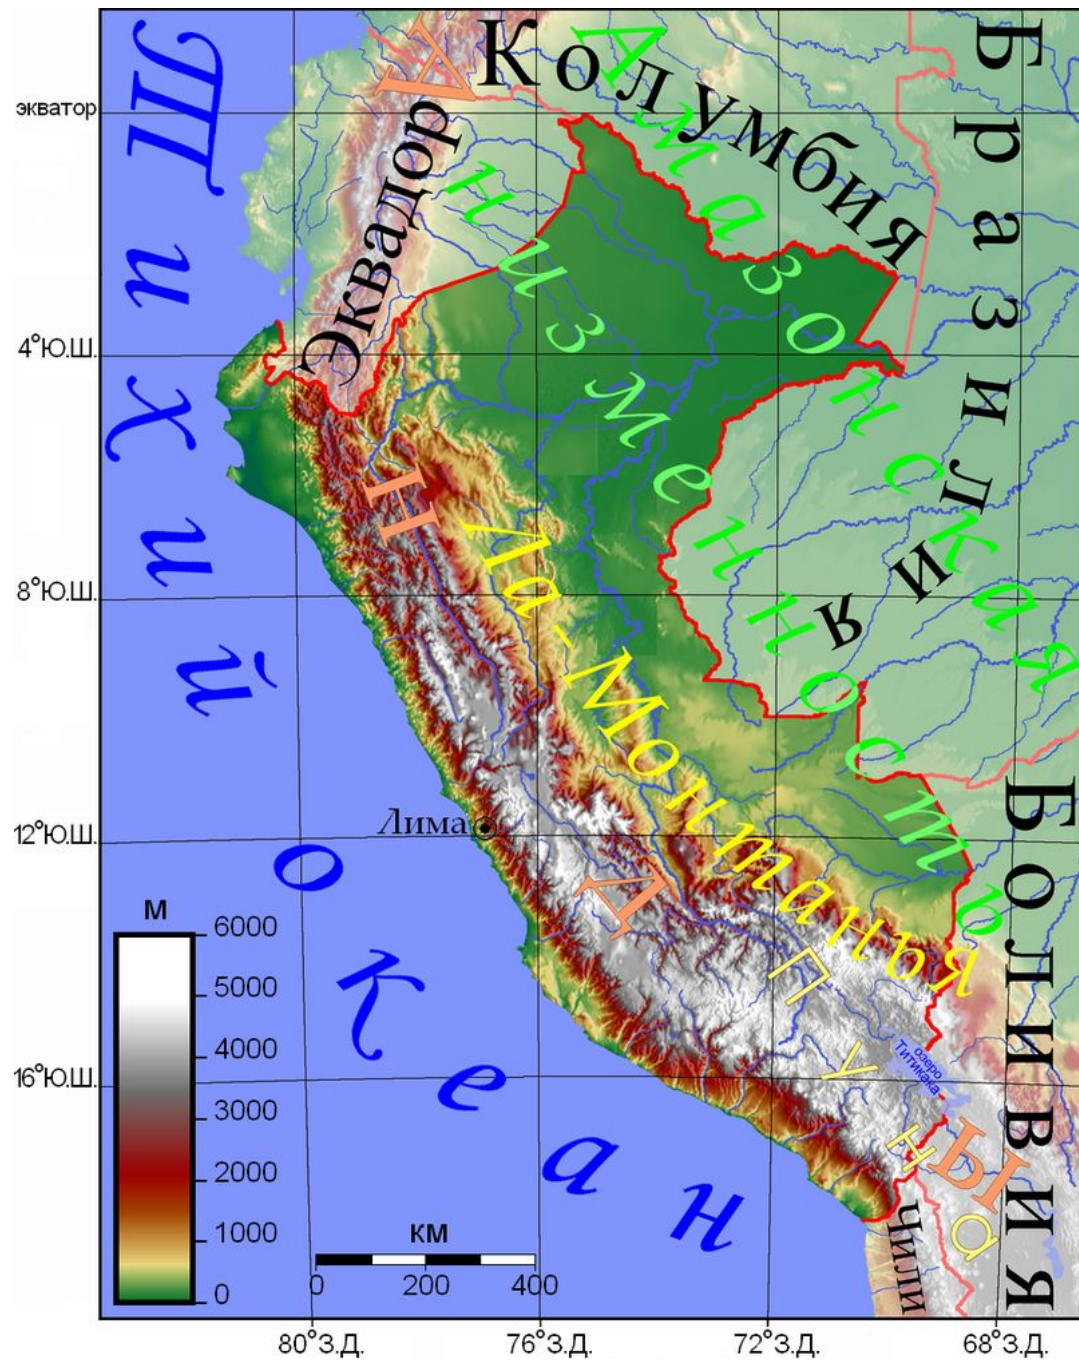 Тихий океан
Колумбия
Эквадор
Бразилия
Боливия
Чили
Амазонская
низменность
Анды
Ла-Монтанья
Пуна
Лима
озеро
Титикака
экватор
4°Ю.Ш.
8°Ю.Ш.
12°Ю.Ш.
16°Ю.Ш.
М
6000
5000
4000
3000
2000
1000
0
КМ
0 200 400
80°З.Д. 76°З.Д. 72°З.Д. 68°З.Д.